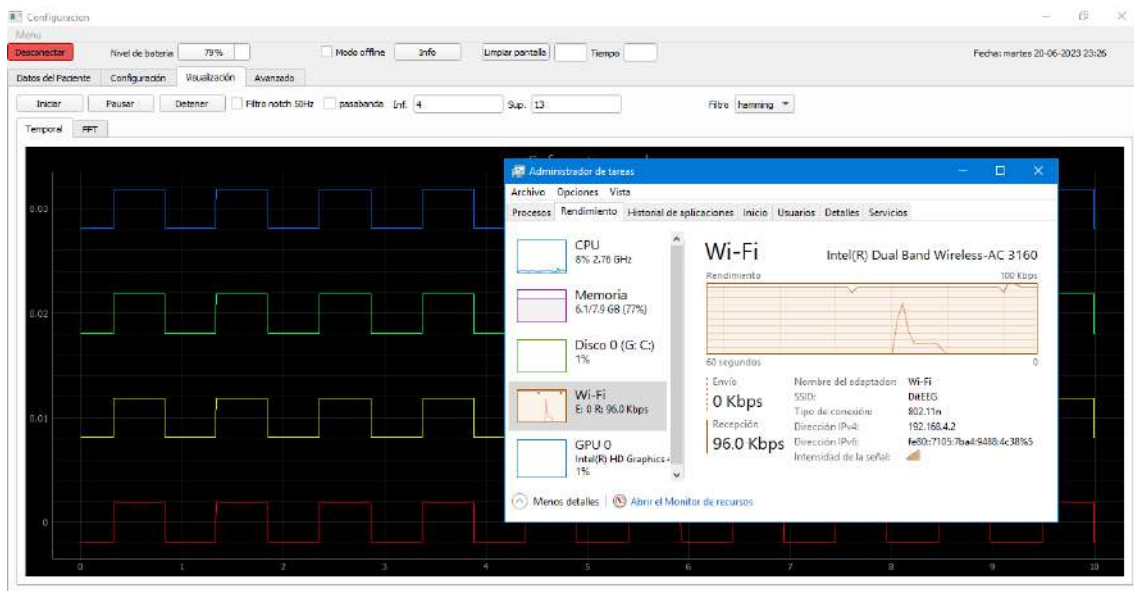 Configuracion
Menu
Desconectar Nivel de bateria 79% Modo offline Info Limpiar pantalla Tiempo Fecha: martes 20-06-2023 23:26
Datos del Paciente Configuración Visualización Avanzado
Iniciar Pausar Detener Filtro notch 50Hz pasabanda Inf. 4 Sup. 13 Filtro hamming
Temporal FFT
0.03
0.02
0.01
0
0 1 2 3 4 5 6 7 8 9 10
Administrador de tareas
Archivo Opciones Vista
Procesos Rendimiento Historial de aplicaciones Inicio Usuarios Detalles Servicios
CPU
8% 2.76 GHz
Memoria
6.1/7.9 GB (77%)
Disco 0 (G: C:)
1%
Wi-Fi
E: 0 R: 96.0 Kbps
GPU 0
Intel(R) HD Graphics
1%
Wi-Fi Intel(R) Dual Band Wireless-AC 3160
Rendimiento 100 Kbps
60 segundos 0
Envío
0 Kbps
Recepción
96.0 Kbps
Nombre del adaptador: Wi-Fi
SSID: DitEEG
Tipo de conexión: 802.11n
Dirección IPv4: 192.168.4.2
Dirección IPv6: fe80::7105:7ba4:9488:4c38%5
Intensidad de la señal:
Menos detalles Abrir el Monitor de recursos